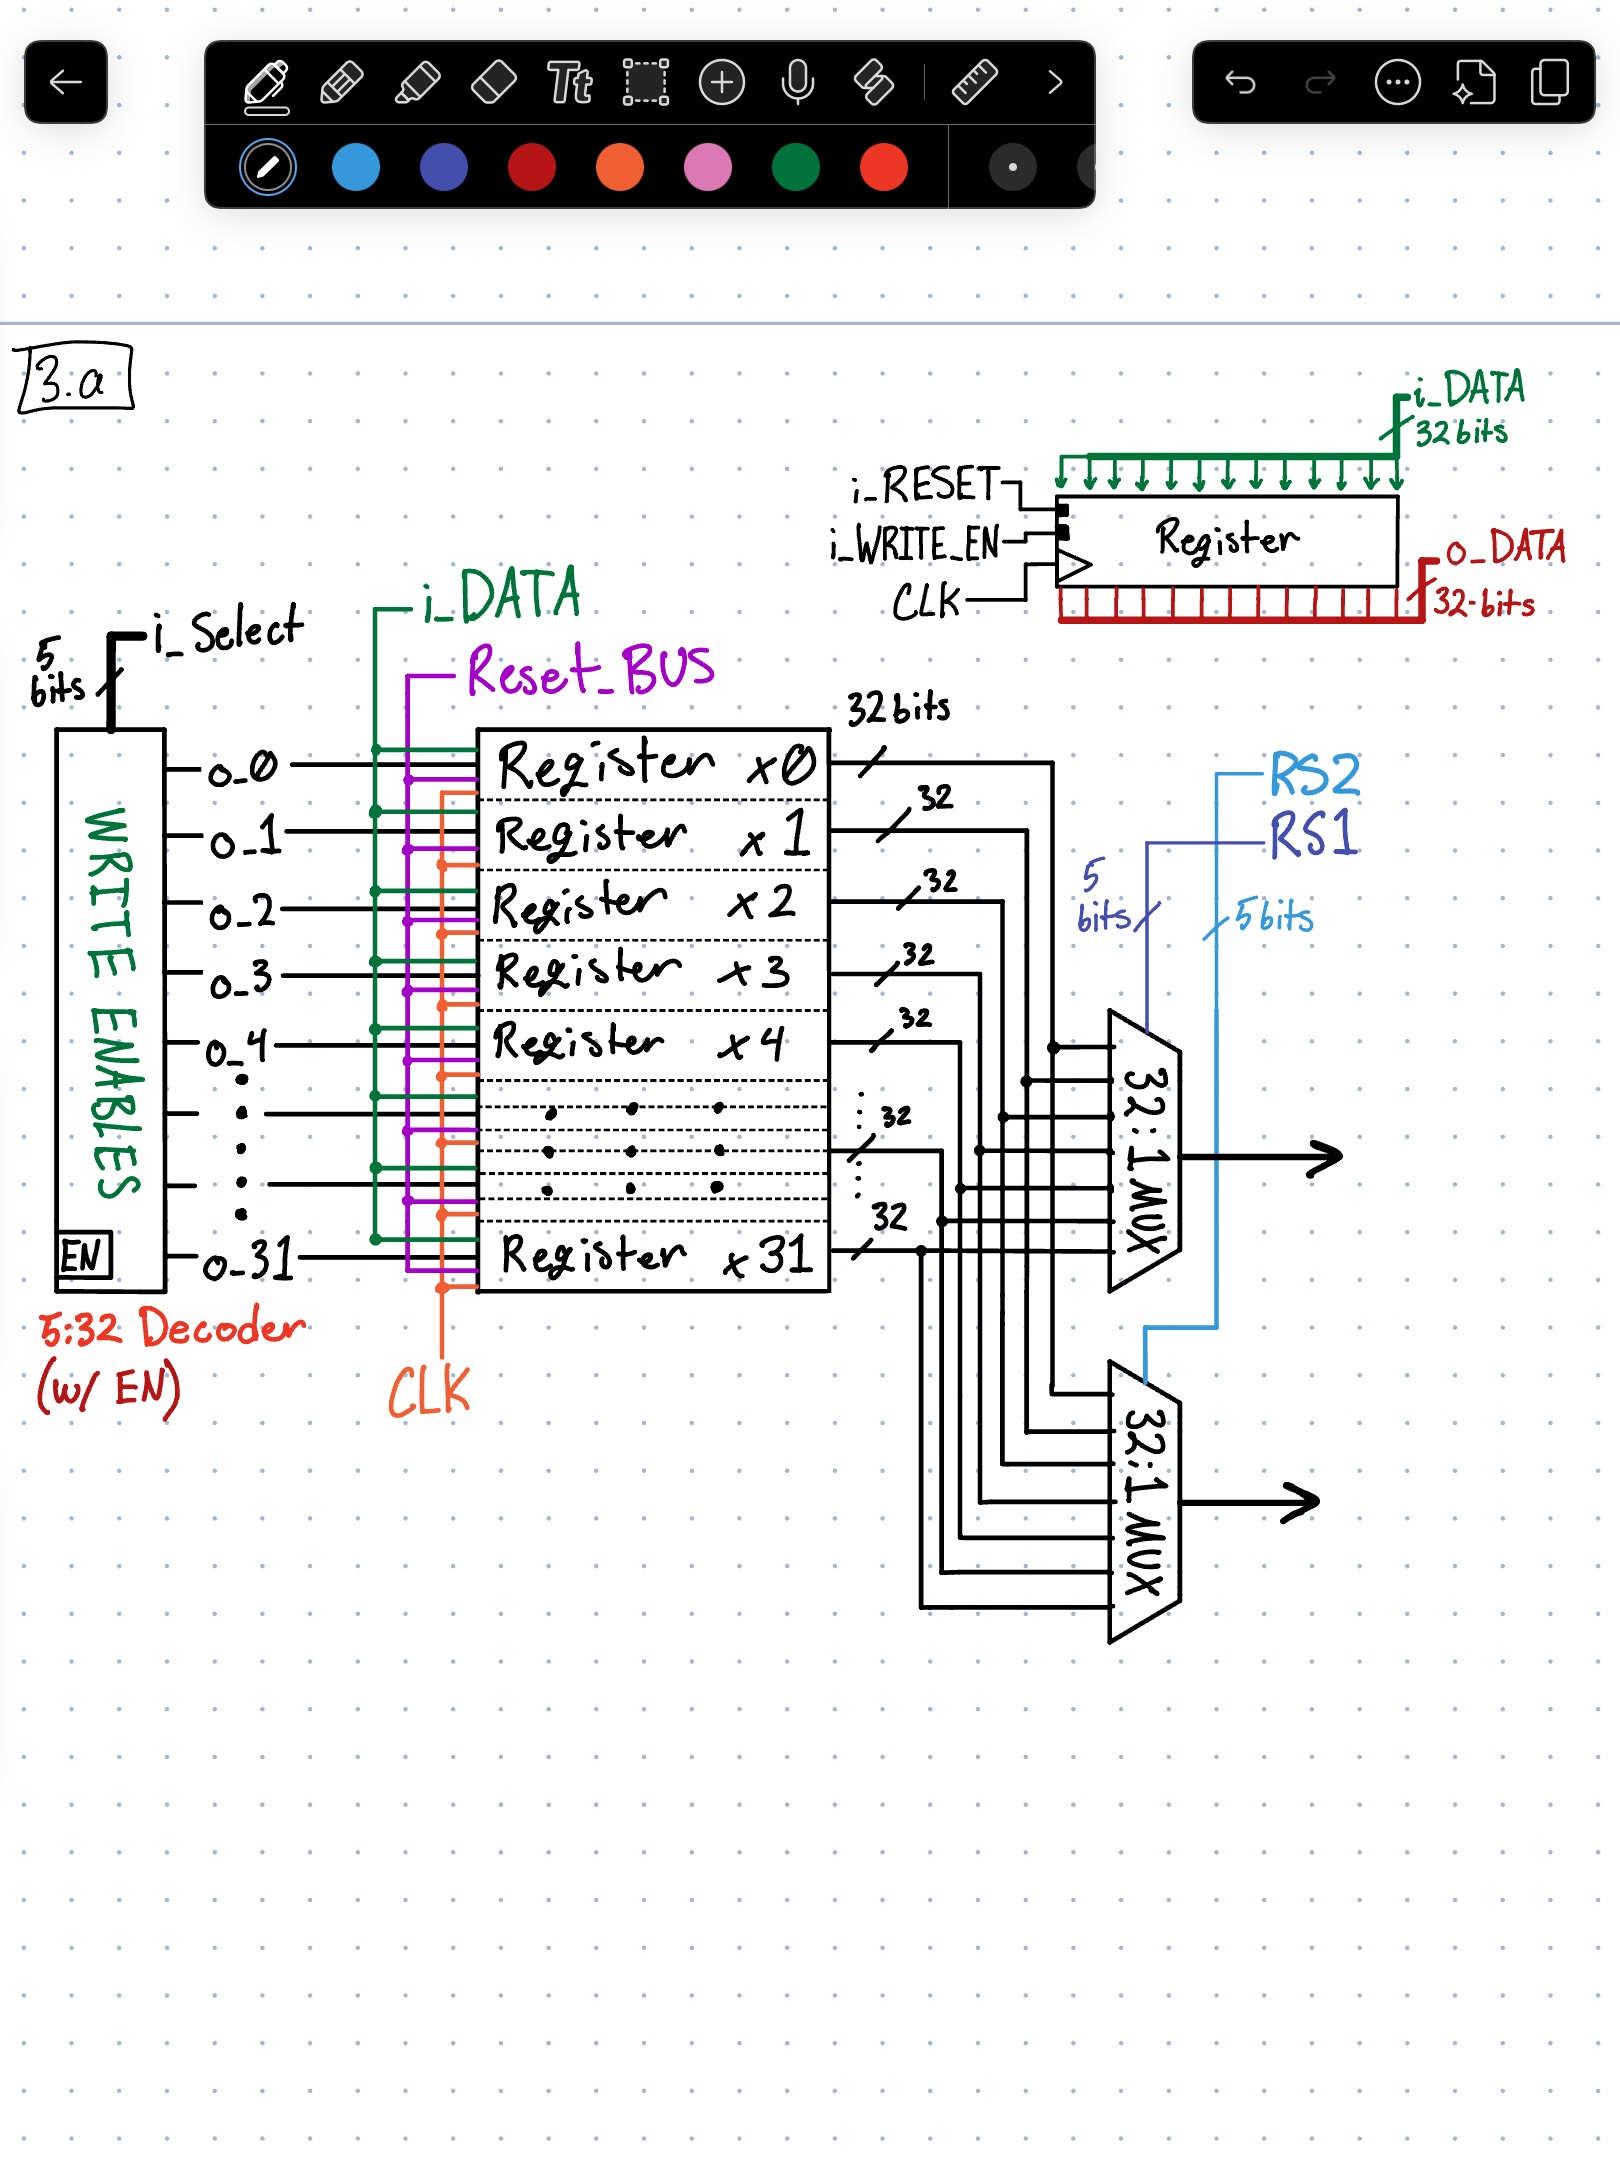 Tt
3.a
i_DATA
32 bits
i_RESET
i_WRITE_EN
CLK
Register
o_DATA
32-bits
i_Select
5
bits
i_DATA
Reset_BUS
32 bits
WRITE ENABLES
EN
o_0
o_1
o_2
o_3
o_4
o_31
5:32 Decoder
(w/ EN)
CLK
Register x0
Register x1
Register x2
Register x3
Register x4
Register x31
32
32
32
32
32
32
RS2
RS1
5
bits
5 bits
32:1 MUX
32:1 MUX